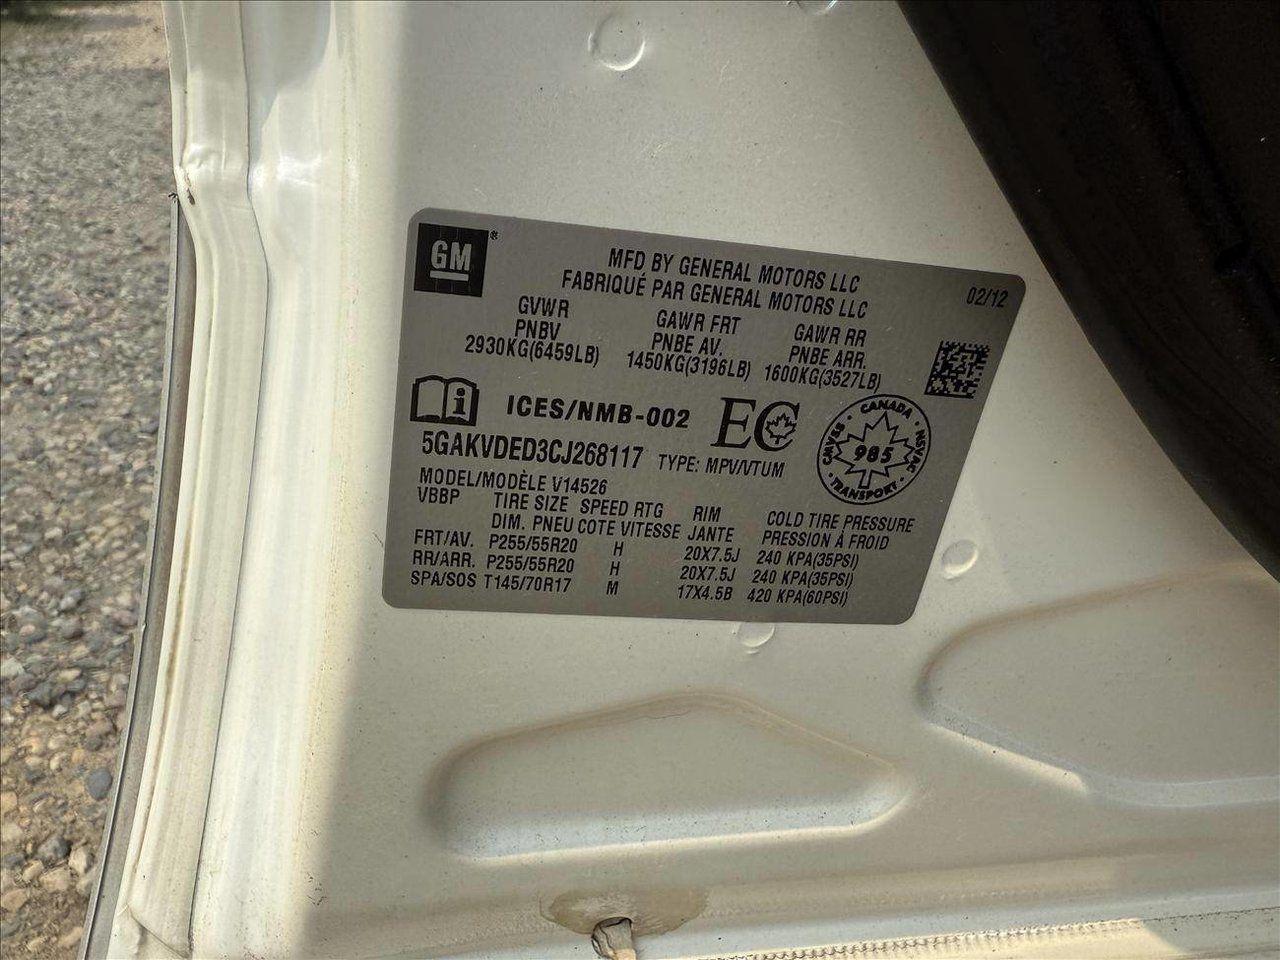 GM®
MFD BY GENERAL MOTORS LLC
FABRIQUÉ PAR GENERAL MOTORS LLC
02/12
GVWR GAWR FRT GAWR RR
PNBV PNBE AV. PNBE ARR.
2930KG(6459LB) 1450KG(3196LB) 1600KG(3527LB)
i ICES/NMB-002 EC
CANADA
CMVSS 985 NSVAC
TRANSPORT
5GAKVDED3CJ268117 TYPE: MPV/VTUM
MODEL/MODÈLE V14526
VBBP TIRE SIZE SPEED RTG RIM COLD TIRE PRESSURE
DIM. PNEU COTE VITESSE JANTE PRESSION À FROID
FRT/AV. P255/55R20 H 20X7.5J 240 KPA(35PSI)
RR/ARR. P255/55R20 H 20X7.5J 240 KPA(35PSI)
SPA/SOS T145/70R17 M 17X4.5B 420 KPA(60PSI)